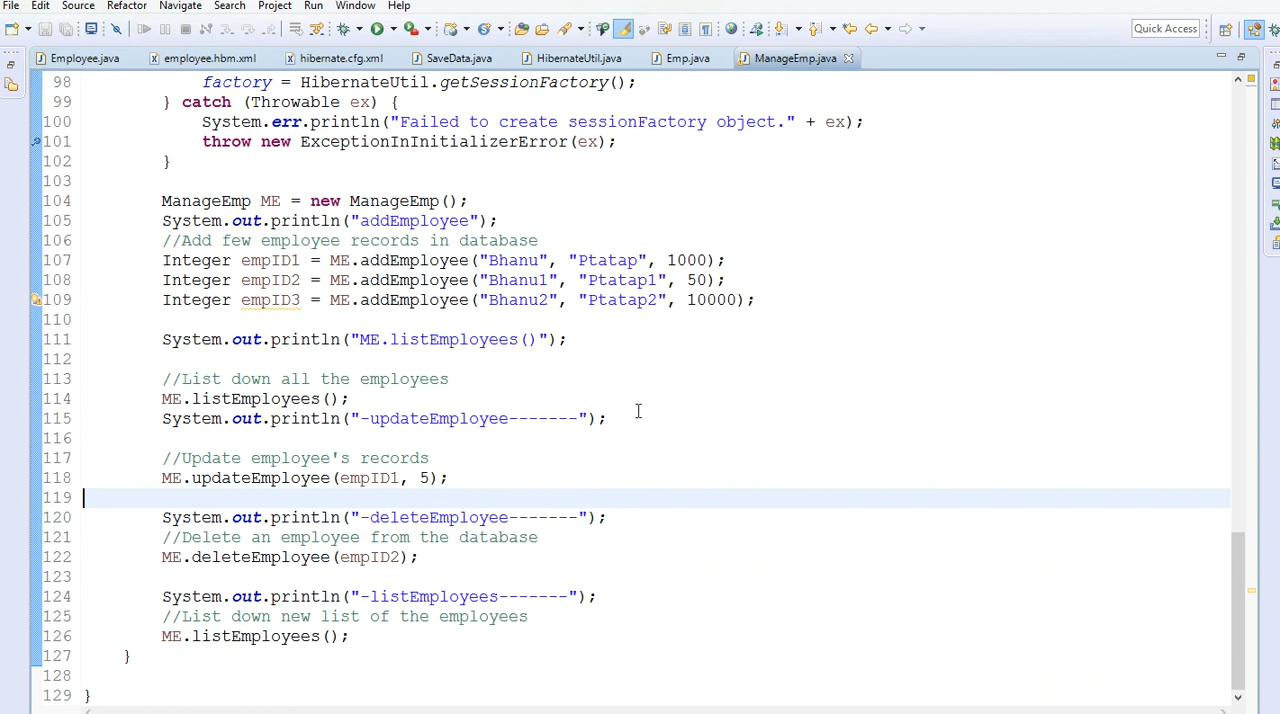 File Edit Source Refactor Navigate Search Project Run Window Help
Quick Access
Employee.java employee.hbm.xml hibernate.cfg.xml SaveData.java HibernateUtil.java Emp.java ManageEmp.java
98 factory = HibernateUtil.getSessionFactory();
99 } catch (Throwable ex) {
100 System.err.println("Failed to create sessionFactory object." + ex);
101 throw new ExceptionInInitializerError(ex);
102 }
103
104 ManageEmp ME = new ManageEmp();
105 System.out.println("addEmployee");
106 //Add few employee records in database
107 Integer empID1 = ME.addEmployee("Bhanu", "Ptatap", 1000);
108 Integer empID2 = ME.addEmployee("Bhanu1", "Ptatap1", 50);
109 Integer empID3 = ME.addEmployee("Bhanu2", "Ptatap2", 10000);
110
111 System.out.println("ME.listEmployees()");
112
113 //List down all the employees
114 ME.listEmployees();
115 System.out.println("-updateEmployee-------");
116
117 //Update employee's records
118 ME.updateEmployee(empID1, 5);
119
120 System.out.println("-deleteEmployee-------");
121 //Delete an employee from the database
122 ME.deleteEmployee(empID2);
123
124 System.out.println("-listEmployees-------");
125 //List down new list of the employees
126 ME.listEmployees();
127 }
128
129 }